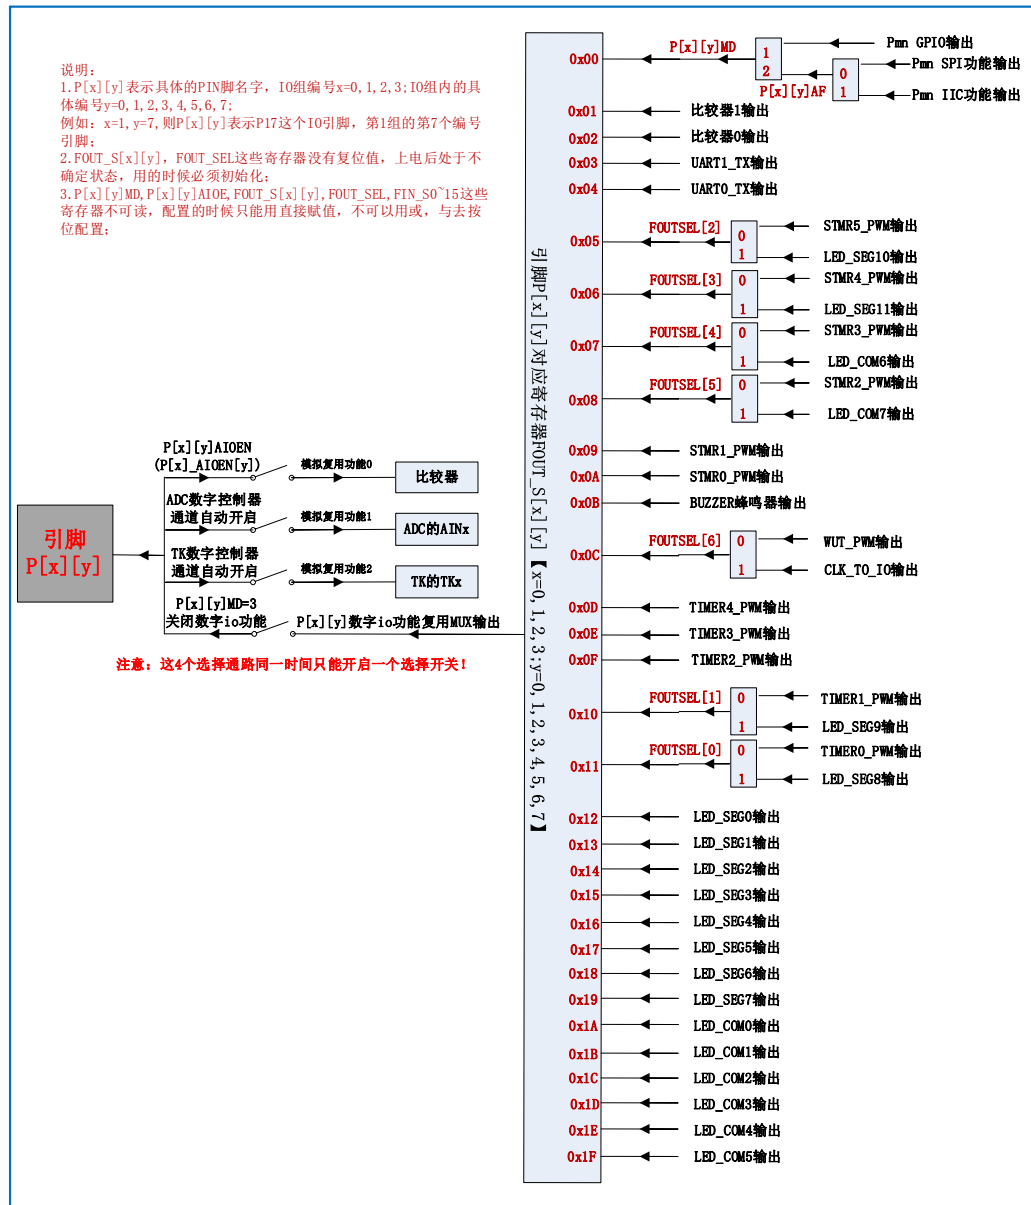 说明:
1.P[x][y]表示具体的PIN脚名字, IO组编号x=0,1,2,3;IO组内的具
体编号y=0,1,2,3,4,5,6,7;
例如: x=1,y=7,则P[x][y]表示P17这个IO引脚, 第1组的第7个编号
引脚;
2.FOUT_S[x][y], FOUT_SEL这些寄存器没有复位值, 上电后处于不
确定状态, 用的时候必须初始化;
3.P[x][y]MD,P[x][y]AIOE,FOUT_S[x][y],FOUT_SEL,FIN_S0~15这些
寄存器不可读, 配置的时候只能用直接赋值, 不可以用或, 与去按
位配置;
引脚
P[x][y]
P[x][y]AIOEN
(P[x]_AIOEN[y])
模拟复用功能0
比较器
ADC数字控制器
通道自动开启
模拟复用功能1
ADC的AINx
TK数字控制器
通道自动开启
模拟复用功能2
TK的TKx
P[x][y]MD=3
关闭数字io功能
P[x][y]数字io功能复用MUX输出
注意: 这4个选择通路同一时间只能开启一个选择开关!
引脚P[x][y]对应寄存器FOUT_S[x][y]【x=0,1,2,3;y=0,1,2,3,4,5,6,7】
0x00
P[x][y]MD
1
2
Pmn GPIO输出
P[x][y]AF
0
1
Pmn SPI功能输出
Pmn IIC功能输出
0x01
比较器1输出
0x02
比较器0输出
0x03
UART1_TX输出
0x04
UART0_TX输出
0x05
FOUTSEL[2]
0
1
STMR5_PWM输出
LED_SEG10输出
0x06
FOUTSEL[3]
0
1
STMR4_PWM输出
LED_SEG11输出
0x07
FOUTSEL[4]
0
1
STMR3_PWM输出
LED_COM6输出
0x08
FOUTSEL[5]
0
1
STMR2_PWM输出
LED_COM7输出
0x09
STMR1_PWM输出
0x0A
STMR0_PWM输出
0x0B
BUZZER蜂鸣器输出
0x0C
FOUTSEL[6]
0
1
WUT_PWM输出
CLK_TO_IO输出
0x0D
TIMER4_PWM输出
0x0E
TIMER3_PWM输出
0x0F
TIMER2_PWM输出
0x10
FOUTSEL[1]
0
1
TIMER1_PWM输出
LED_SEG9输出
0x11
FOUTSEL[0]
0
1
TIMER0_PWM输出
LED_SEG8输出
0x12
LED_SEG0输出
0x13
LED_SEG1输出
0x14
LED_SEG2输出
0x15
LED_SEG3输出
0x16
LED_SEG4输出
0x17
LED_SEG5输出
0x18
LED_SEG6输出
0x19
LED_SEG7输出
0x1A
LED_COM0输出
0x1B
LED_COM1输出
0x1C
LED_COM2输出
0x1D
LED_COM3输出
0x1E
LED_COM4输出
0x1F
LED_COM5输出